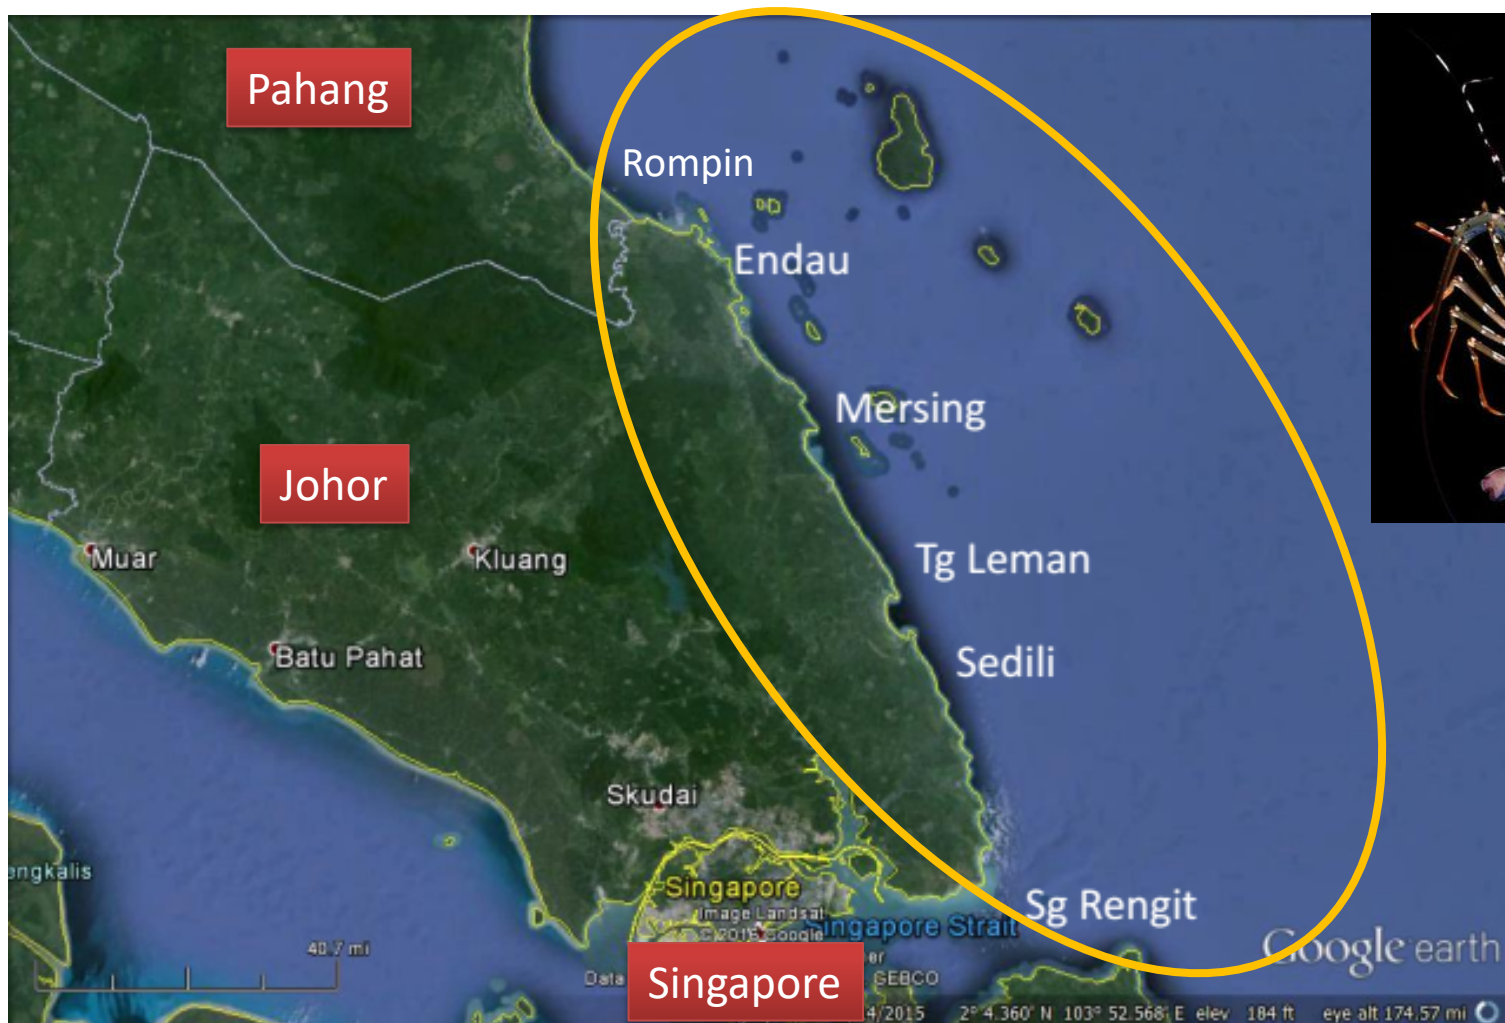 Pahang
Rompin
Endau
Mersing
Johor
Muar
Kluang
Tg Leman
Batu Pahat
Sedili
Skudai
engkalis
Singapore
Image Landsat
© 2016 Google
Singapore Strait
Sg Rengit
40.7 mi
Google earth
Data
GEBCO
Singapore
4/2015 2° 4.360' N 103° 52.568' E elev 184 ft eye alt 174.57 mi